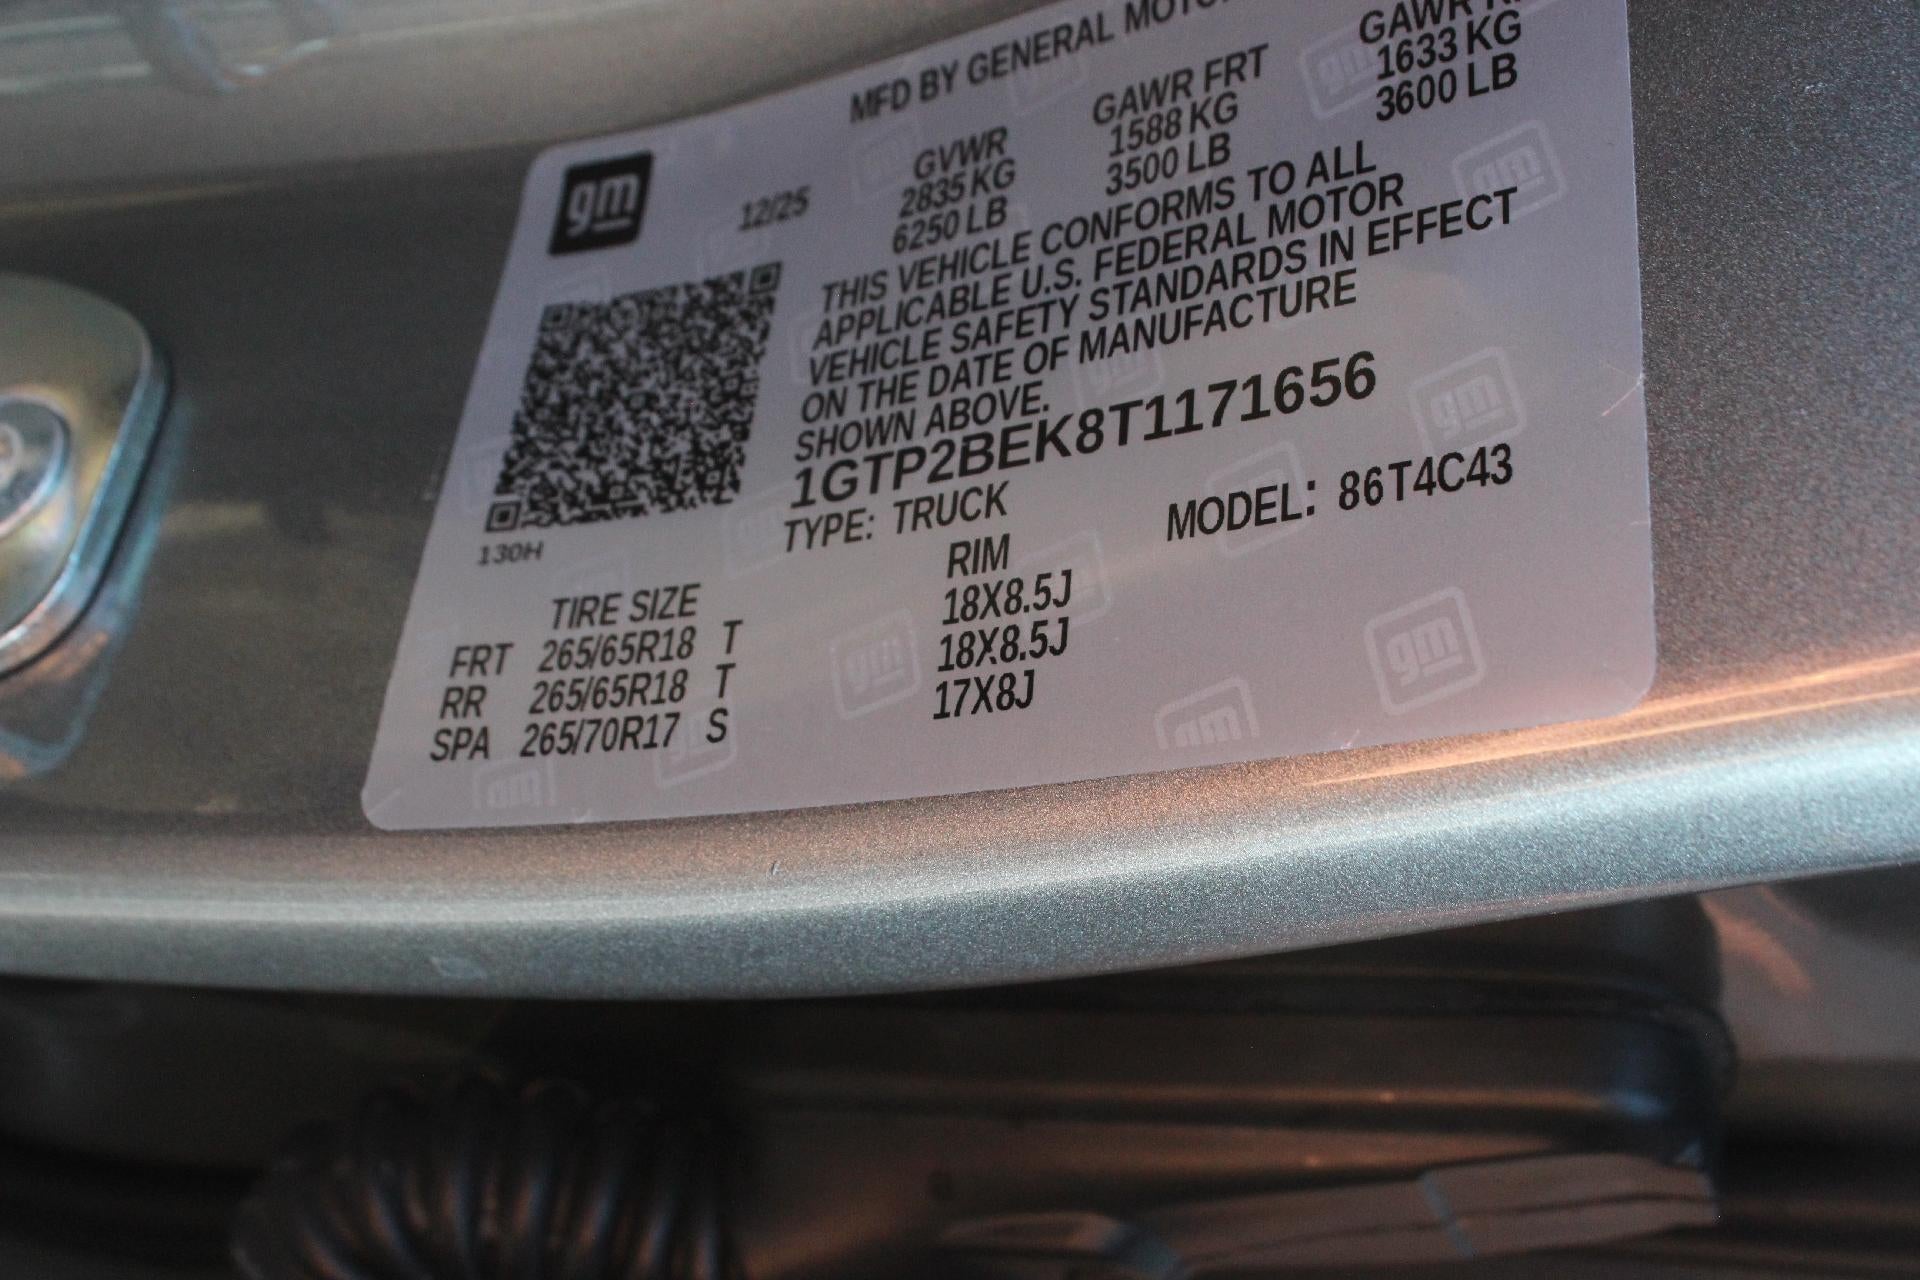 MFD BY GENERAL
gm
12/25
GVWR GAWR FRT GAWR
2835 KG 1588 KG 1633 KG
6250 LB 3500 LB 3600 LB
THIS VEHICLE CONFORMS TO ALL
APPLICABLE U.S. FEDERAL MOTOR
VEHICLE SAFETY STANDARDS IN EFFECT
ON THE DATE OF MANUFACTURE
SHOWN ABOVE.
1GTP2BEK8T1171656
TYPE: TRUCK MODEL: 86T4C43
130H
TIRE SIZE RIM
FRT 265/65R18 T 18X8.5J
RR 265/65R18 T 18X8.5J
SPA 265/70R17 S 17X8J